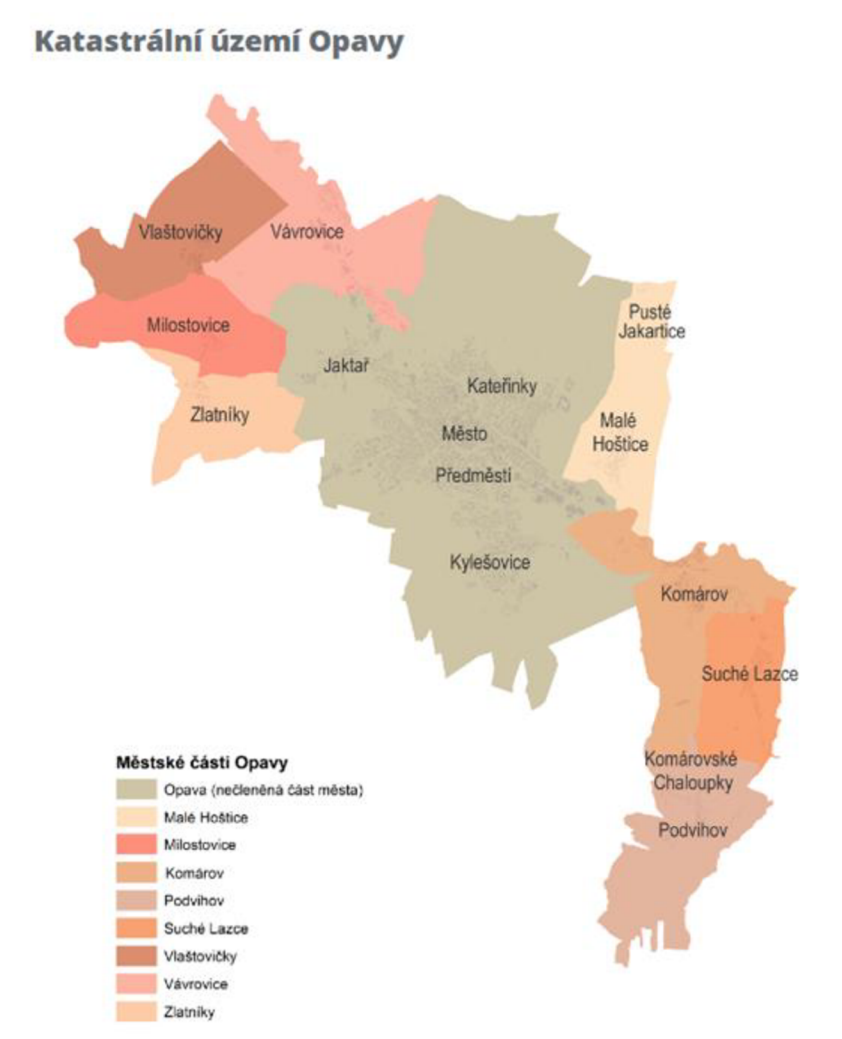 Katastrální území Opavy
Vlaštovičky
Vávrovice
Pusté
Jakartice
Milostovice
Jaktař
Kateřinky
Zlatníky
Malé
Hoštice
Město
Předměstí
Kylešovice
Komárov
Suché Lazce
Komárovské
Chaloupky
Podvihov
Městské části Opavy
Opava (nečleněná část města)
Malé Hoštice
Milostovice
Komárov
Podvihov
Suché Lazce
Vlaštovičky
Vávrovice
Zlatníky